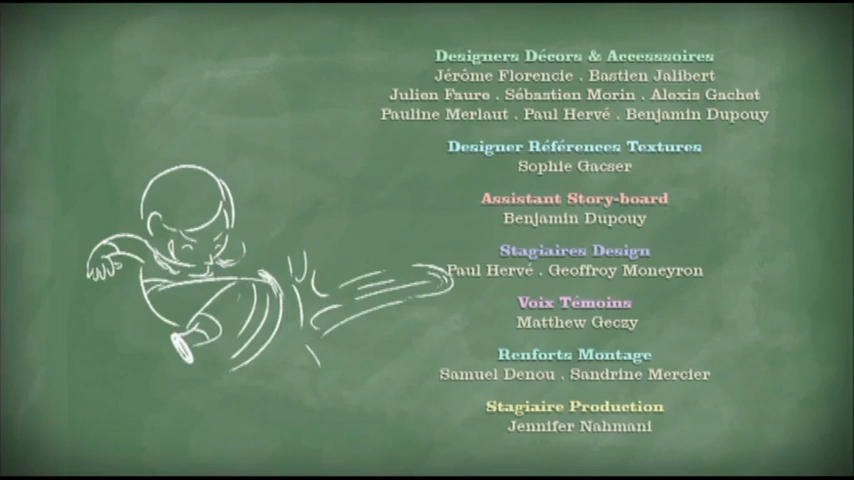 Designers Décors & Accesssoires
Jérôme Florencie . Bastien Jalibert
Julien Faure . Sébastien Morin . Alexis Gachet
Pauline Merlaut . Paul Hervé . Benjamin Dupouy
Designer Références Textures
Sophie Gacser
Assistant Story-board
Benjamin Dupouy
Stagiaires Design
Paul Hervé . Geoffroy Moneyron
Voix Témoins
Matthew Geczy
Renforts Montage
Samuel Denou . Sandrine Mercier
Stagiaire Production
Jennifer Nahmani